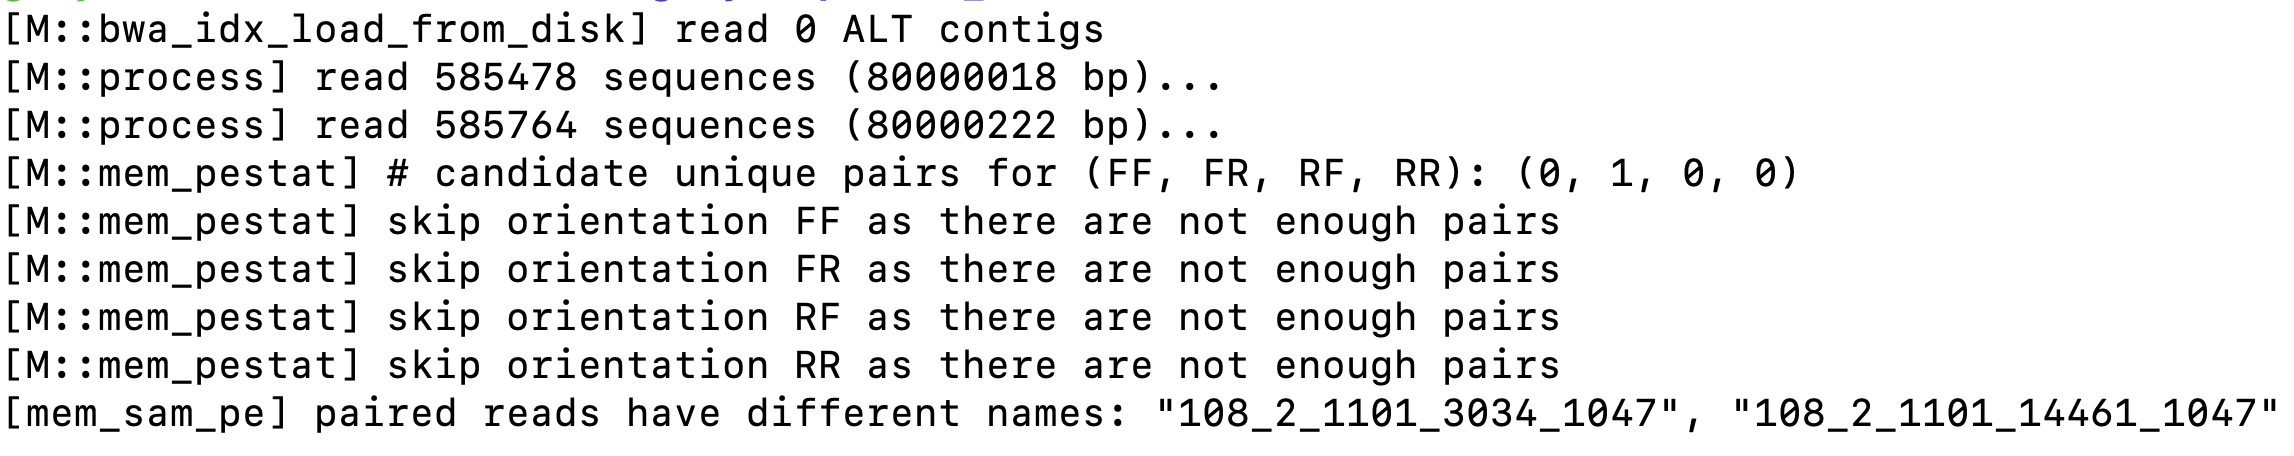 [M::bwa_idx_load_from_disk] read 0 ALT contigs
[M::process] read 585478 sequences (80000018 bp)...
[M::process] read 585764 sequences (80000222 bp)...
[M::mem_pestat] # candidate unique pairs for (FF, FR, RF, RR): (0, 1, 0, 0)
[M::mem_pestat] skip orientation FF as there are not enough pairs
[M::mem_pestat] skip orientation FR as there are not enough pairs
[M::mem_pestat] skip orientation RF as there are not enough pairs
[M::mem_pestat] skip orientation RR as there are not enough pairs
[mem_sam_pe] paired reads have different names: "108_2_1101_3034_1047", "108_2_1101_14461_1047"